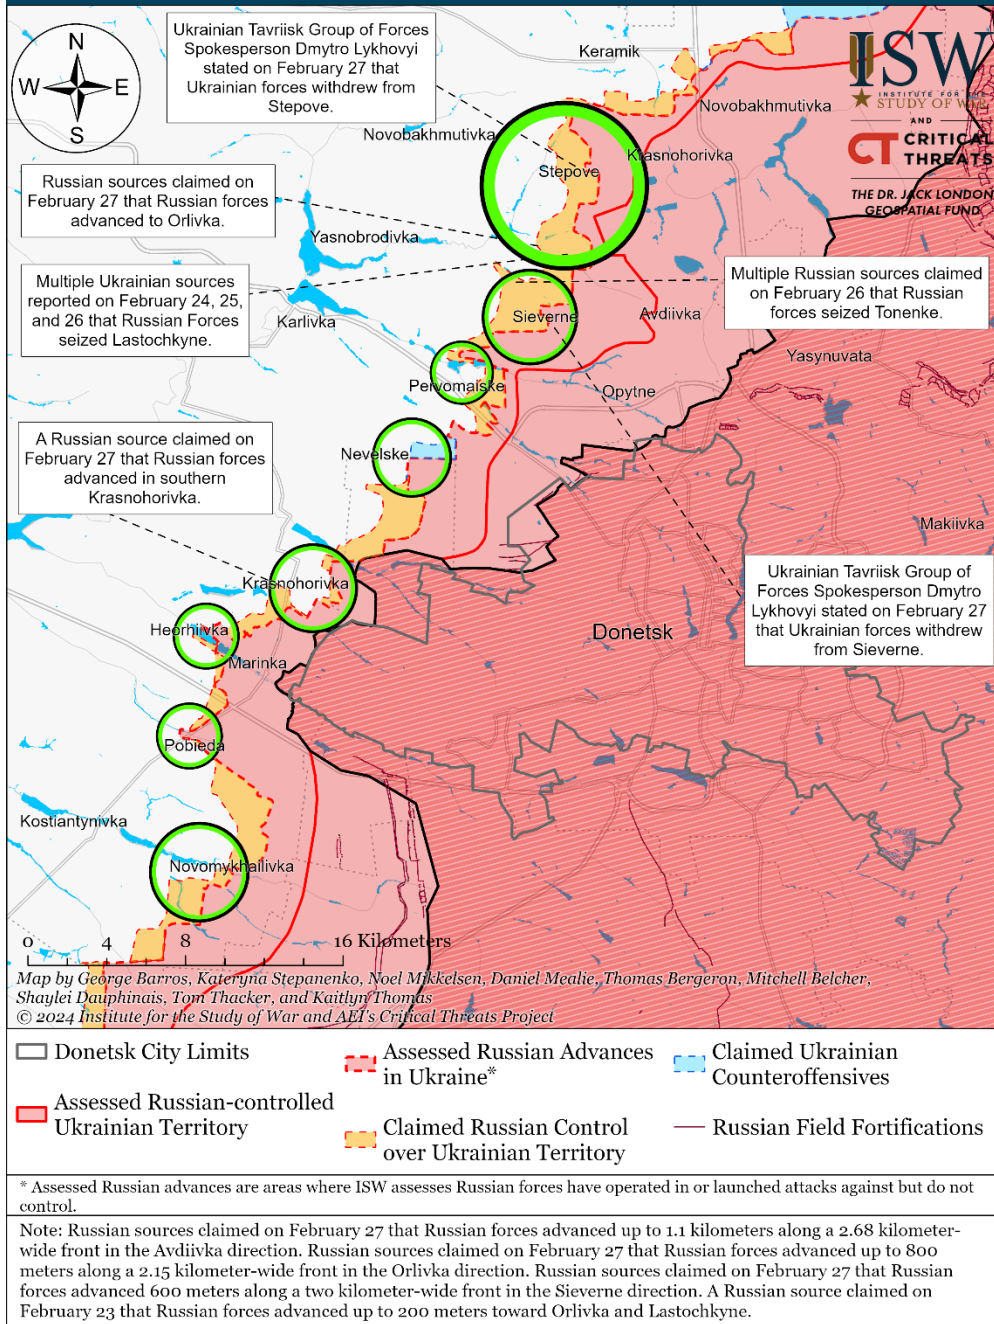 Ukrainian Tavriisk Group of Forces
Spokesperson Dmytro Lykhovyi
stated on February 27 that
Ukrainian forces withdrew from
Stepove.
N
W
E
S
Keramik
ISW
INSTITUTE FOR THE
STUDY OF WAR
AND
CT CRITICAL
THREATS
THE DR. JACK LONDON
GEOSPATIAL FUND
Novobakhmutivka
Novobakhmutivka
Krasnohorivka
Stepove
Russian sources claimed on
February 27 that Russian forces
advanced to Orlivka.
Yasnobrodivka
Multiple Ukrainian sources
reported on February 24, 25,
and 26 that Russian Forces
seized Lastochkyne.
Multiple Russian sources claimed
on February 26 that Russian
forces seized Tonenke.
Karlivka
Sieverne
Avdiivka
Yasynuvata
Pervomaiske
Opytne
A Russian source claimed on
February 27 that Russian forces
advanced in southern
Krasnohorivka.
Nevelske
Makiivka
Ukrainian Tavriisk Group of
Forces Spokesperson Dmytro
Lykhovyi stated on February 27
that Ukrainian forces withdrew
from Sieverne.
Krasnohorivka
Heorhiivka
Donetsk
Marinka
Pobieda
Kostiantynivka
Novomykhailivka
0 4 8 16 Kilometers
Map by George Barros, Kateryna Stepanenko, Noel Mikkelsen, Daniel Mealie, Thomas Bergeron, Mitchell Belcher,
Shaylei Dauphinais, Tom Thacker, and Kaitlyn Thomas
© 2024 Institute for the Study of War and AEI's Critical Threats Project
Donetsk City Limits
Assessed Russian-controlled
Ukrainian Territory
Assessed Russian Advances
in Ukraine*
Claimed Russian Control
over Ukrainian Territory
Claimed Ukrainian
Counteroffensives
Russian Field Fortifications
* Assessed Russian advances are areas where ISW assesses Russian forces have operated in or launched attacks against but do not
control.
Note: Russian sources claimed on February 27 that Russian forces advanced up to 1.1 kilometers along a 2.68 kilometer-
wide front in the Avdiivka direction. Russian sources claimed on February 27 that Russian forces advanced up to 800
meters along a 2.15 kilometer-wide front in the Orlivka direction. Russian sources claimed on February 27 that Russian
forces advanced 600 meters along a two kilometer-wide front in the Sieverne direction. A Russian source claimed on
February 23 that Russian forces advanced up to 200 meters toward Orlivka and Lastochkyne.